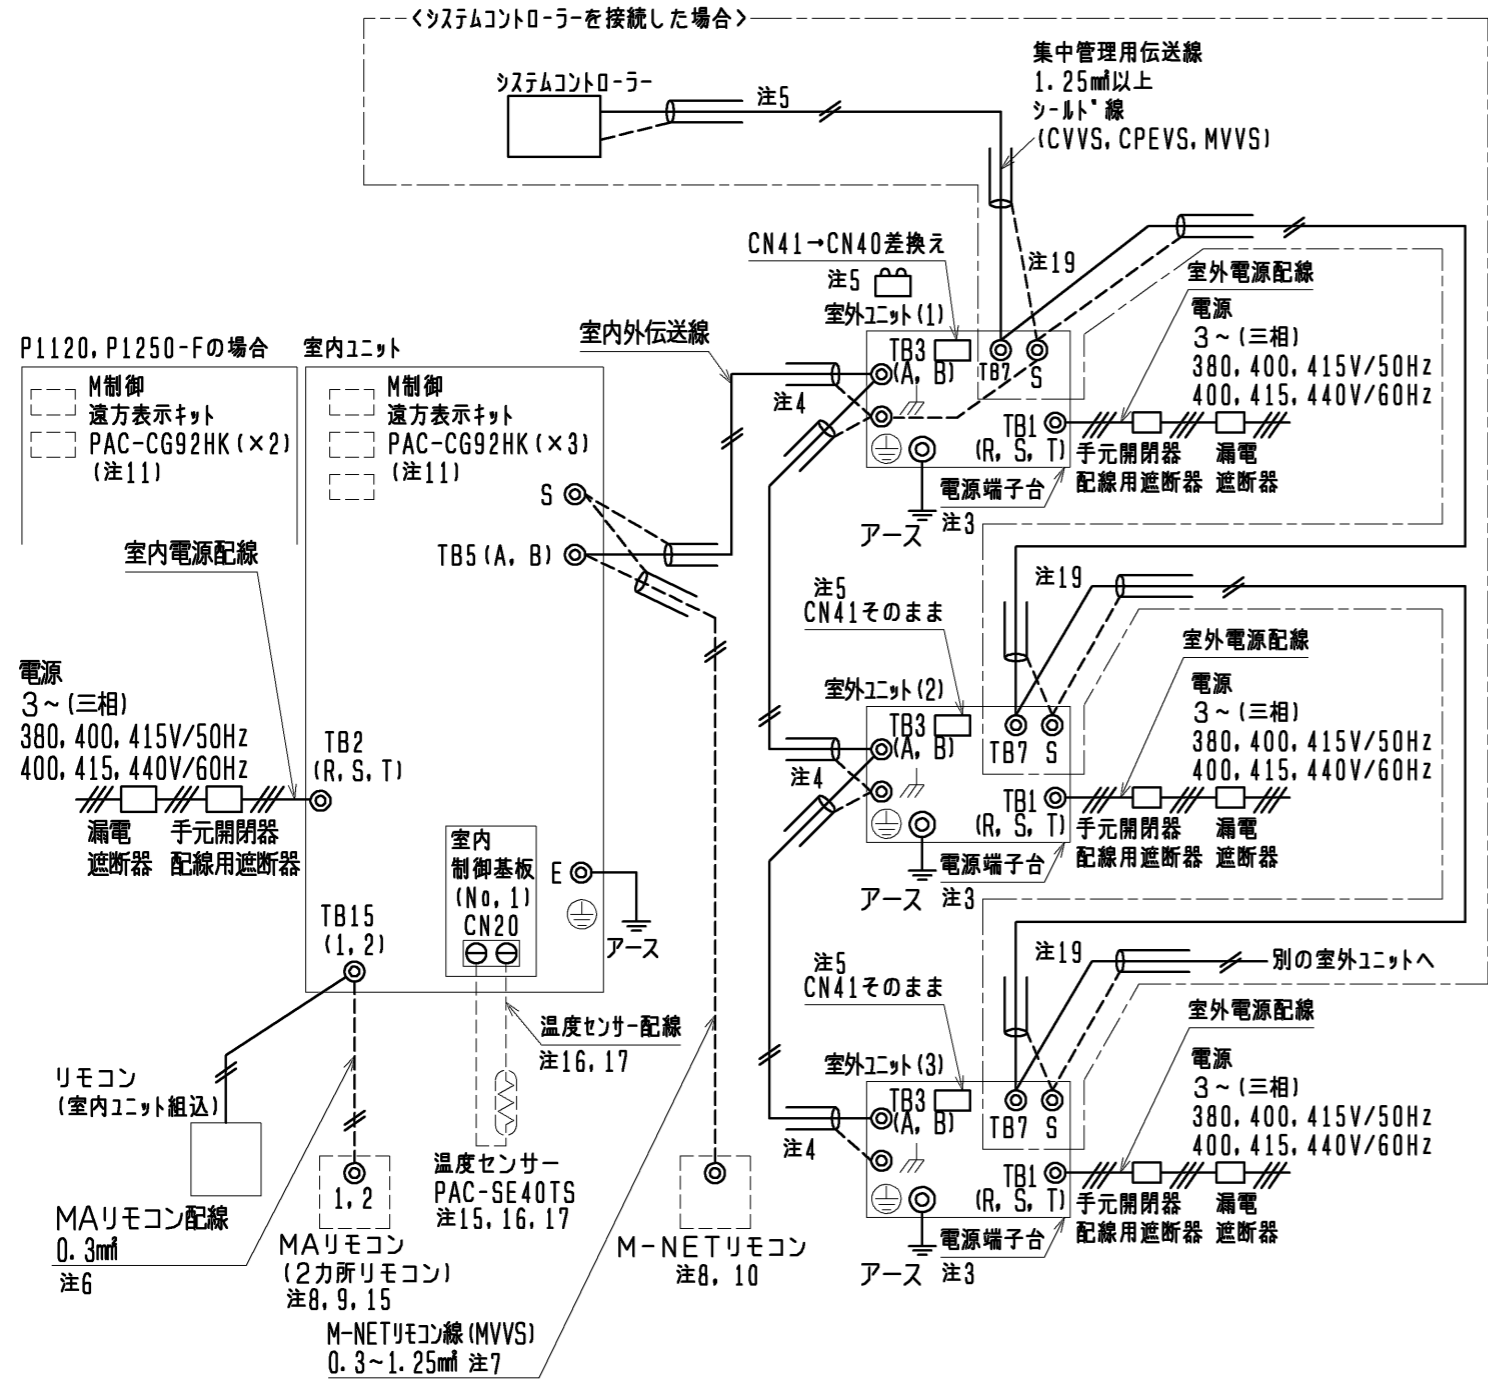 <システムコントローラーを接続した場合>
システムコントローラー
注5
集中管理用伝送線
1.25㎟以上
シールド線
(CVVS, CPEVS, MVVS)
CN41→CN40差換え
注5
注19
室外電源配線
電源
3~(三相)
380, 400, 415V/50Hz
400, 415, 440V/60Hz
室外ユニット(1)
TB3
(A, B)
TB7
S
TB1
(R, S, T)
手元開閉器
配線用遮断器
漏電
遮断器
電源端子台
注3
アース
注4
室内外伝送線
P1120, P1250-Fの場合
M制御
遠方表示キット
PAC-CG92HK(×2)
(注11)
室内ユニット
M制御
遠方表示キット
PAC-CG92HK(×3)
(注11)
S
TB5(A, B)
室内電源配線
電源
3~(三相)
380, 400, 415V/50Hz
400, 415, 440V/60Hz
TB2
(R, S, T)
漏電
遮断器
手元開閉器
配線用遮断器
室内
制御基板
(No, 1)
CN20
E
アース
TB15
(1, 2)
注5
CN41そのまま
注19
室外電源配線
電源
3~(三相)
380, 400, 415V/50Hz
400, 415, 440V/60Hz
室外ユニット(2)
TB3
(A, B)
TB7
S
TB1
(R, S, T)
手元開閉器
配線用遮断器
漏電
遮断器
電源端子台
注3
アース
注4
注5
CN41そのまま
注19
別の室外ユニットへ
室外電源配線
電源
3~(三相)
380, 400, 415V/50Hz
400, 415, 440V/60Hz
室外ユニット(3)
TB3
(A, B)
TB7
S
TB1
(R, S, T)
手元開閉器
配線用遮断器
漏電
遮断器
電源端子台
注3
アース
注4
温度センサー配線
注16, 17
リモコン
(室内ユニット組込)
MAリモコン配線
0.3㎟
注6
1, 2
MAリモコン
(2カ所リモコン)
注8, 9, 15
温度センサー
PAC-SE40TS
注15, 16, 17
M-NETリモコン
注8, 10
M-NETリモコン線(MVVS)
0.3~1.25㎟ 注7